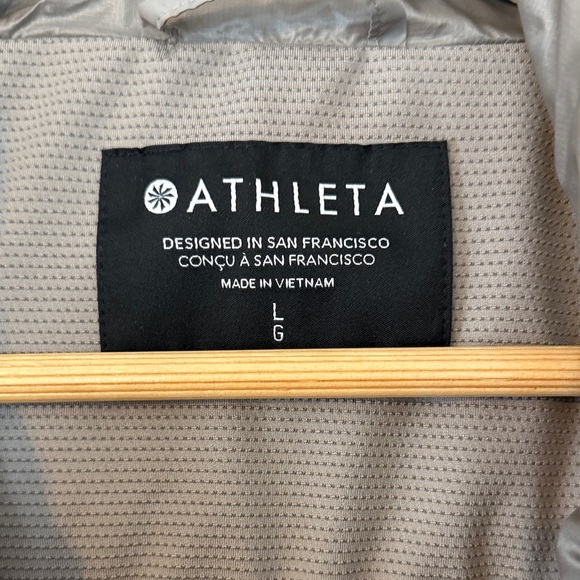 ATHLETA
DESIGNED IN SAN FRANCISCO
CONÇU À SAN FRANCISCO
MADE IN VIETNAM
L
G